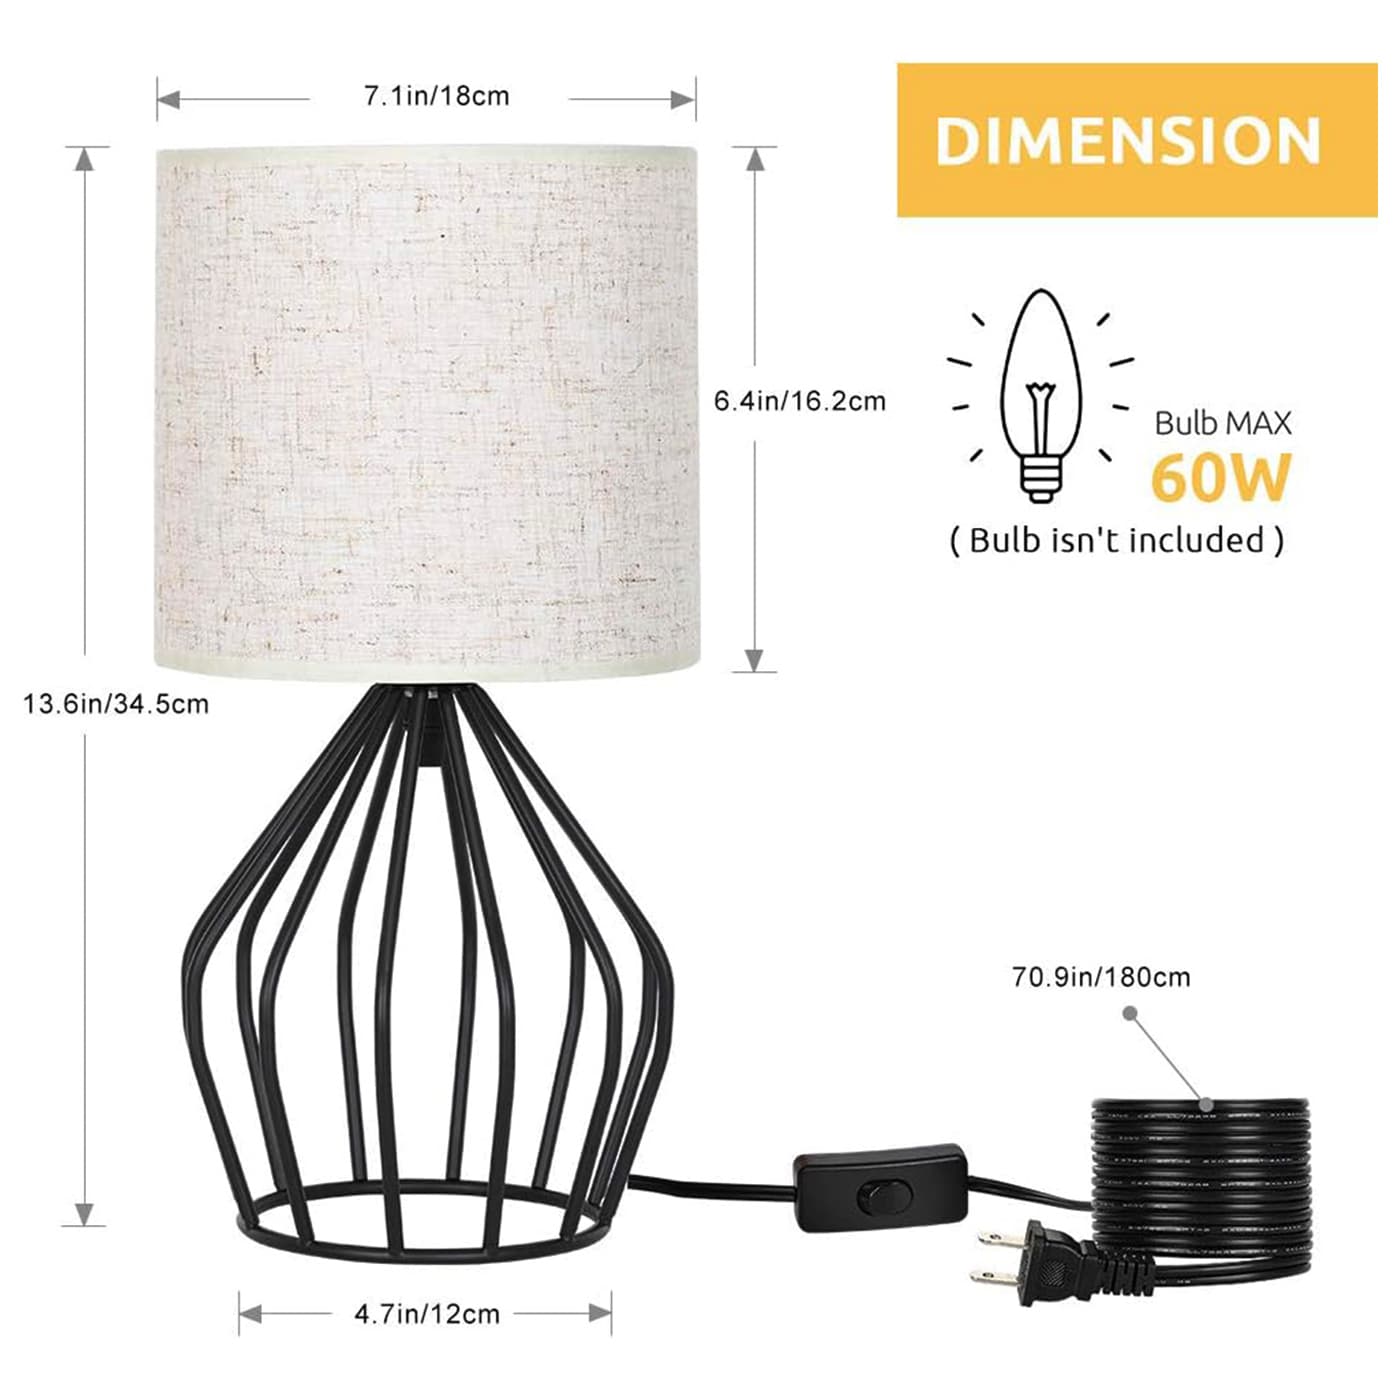 7.1in/18cm
DIMENSION
6.4in/16.2cm
Bulb MAX
60W
( Bulb isn't included )
13.6in/34.5cm
70.9in/180cm
4.7in/12cm